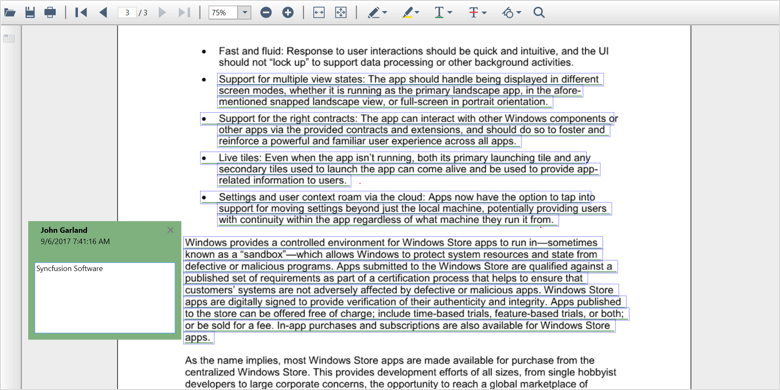 3 / 3
75%
• Fast and fluid: Response to user interactions should be quick and intuitive, and the UI
should not “lock up” to support data processing or other background activities.
• Support for multiple view states: The app should handle being displayed in different
screen modes, whether it is running as the primary landscape app, in the afore-
mentioned snapped landscape view, or full-screen in portrait orientation.
• Support for the right contracts: The app can interact with other Windows components or
other apps via the provided contracts and extensions, and should do so to foster and
reinforce a powerful and familiar user experience across all apps.
• Live tiles: Even when the app isn’t running, both its primary launching tile and any
secondary tiles used to launch the app can come alive and be used to provide app-
related information to users.
• Settings and user context roam via the cloud: Apps now have the option to tap into
support for moving settings beyond just the local machine, potentially providing users
with continuity within the app regardless of what machine they run it from.
John Garland
9/6/2017 7:41:16 AM
Syncfusion Software
Windows provides a controlled environment for Windows Store apps to run in—sometimes
known as a “sandbox”—which allows Windows to protect system resources and state from
defective or malicious programs. Apps submitted to the Windows Store are qualified against a
published set of requirements as part of a certification process that helps to ensure that
customers’ systems are not adversely affected by defective or malicious apps. Windows Store
apps are digitally signed to provide verification of their authenticity and integrity. Apps published
to the store can be offered free of charge; include time-based trials, feature-based trials, or both;
or be sold for a fee. In-app purchases and subscriptions are also available for Windows Store
apps.
As the name implies, most Windows Store apps are made available for purchase from the
centralized Windows Store. This provides development efforts of all sizes, from single hobbyist
developers to large corporate concerns, the opportunity to reach a global marketplace of